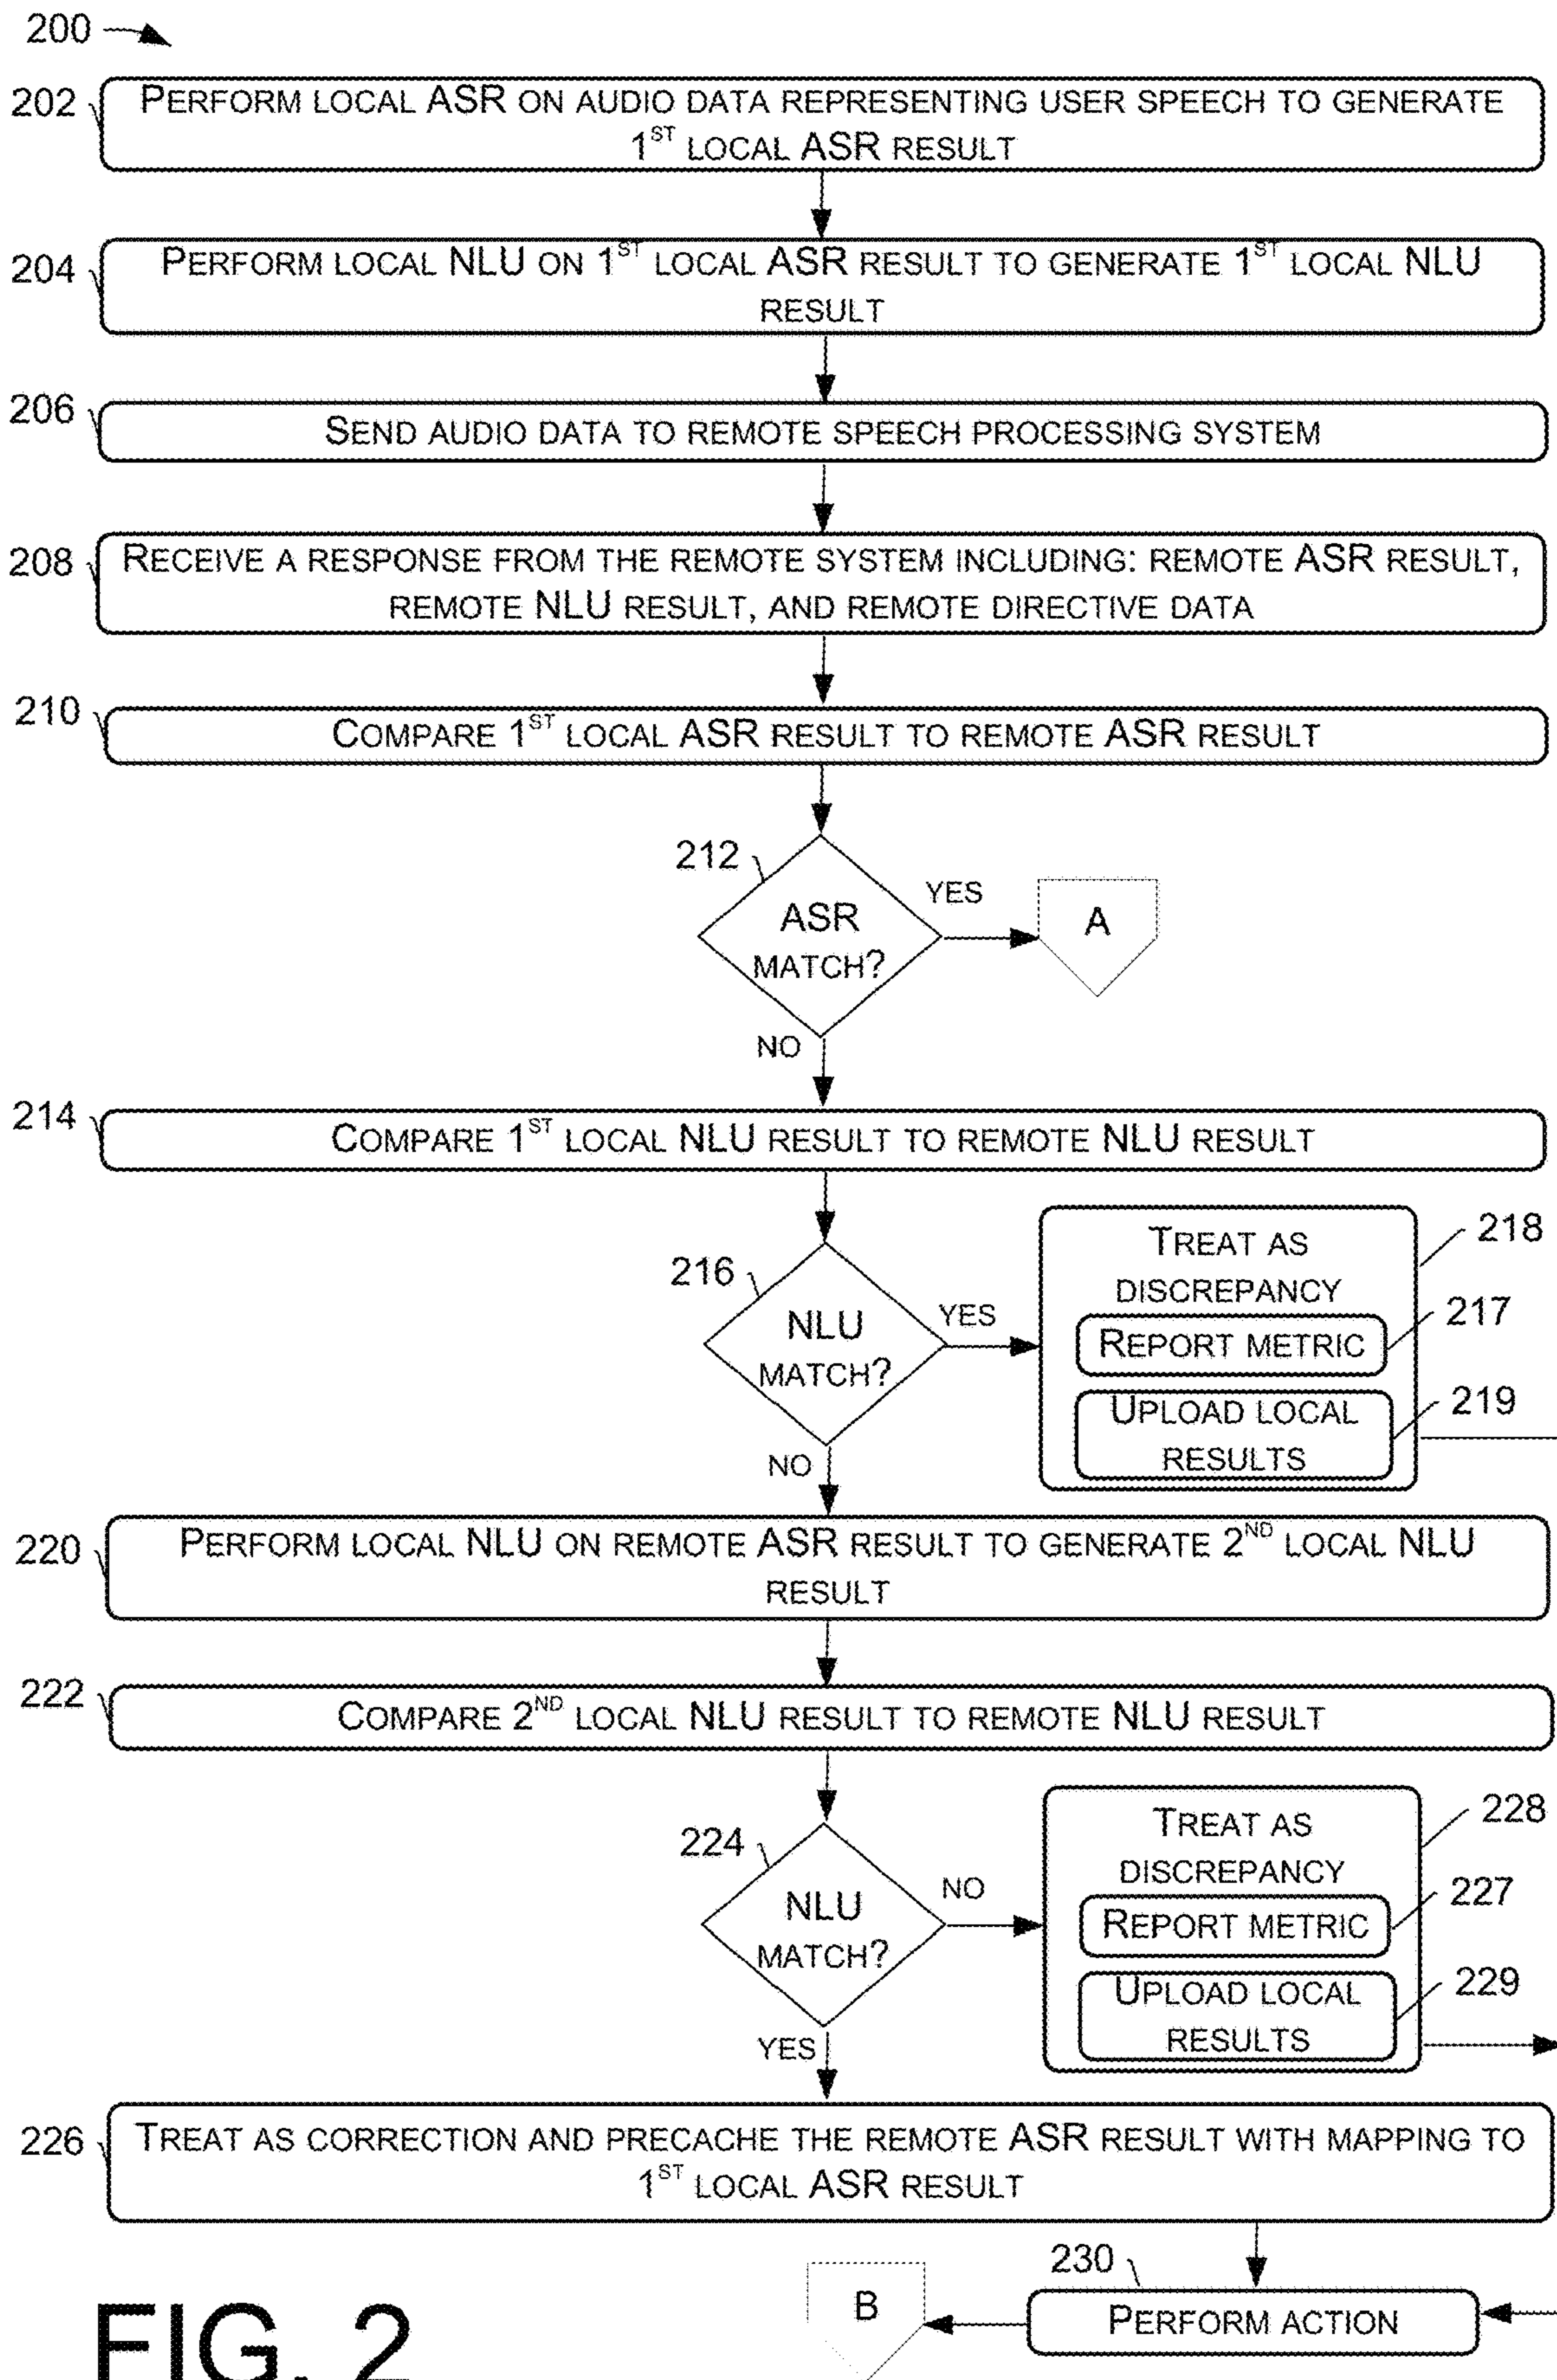 200
202
PERFORM LOCAL ASR ON AUDIO DATA REPRESENTING USER SPEECH TO GENERATE
1ST LOCAL ASR RESULT
204
PERFORM LOCAL NLU ON 1ST LOCAL ASR RESULT TO GENERATE 1ST LOCAL NLU
RESULT
206
SEND AUDIO DATA TO REMOTE SPEECH PROCESSING SYSTEM
208
RECEIVE A RESPONSE FROM THE REMOTE SYSTEM INCLUDING: REMOTE ASR RESULT,
REMOTE NLU RESULT, AND REMOTE DIRECTIVE DATA
210
COMPARE 1ST LOCAL ASR RESULT TO REMOTE ASR RESULT
212
ASR
MATCH?
YES
A
NO
214
COMPARE 1ST LOCAL NLU RESULT TO REMOTE NLU RESULT
216
NLU
MATCH?
YES
TREAT AS
DISCREPANCY
218
REPORT METRIC
217
UPLOAD LOCAL
RESULTS
219
NO
220
PERFORM LOCAL NLU ON REMOTE ASR RESULT TO GENERATE 2ND LOCAL NLU
RESULT
222
COMPARE 2ND LOCAL NLU RESULT TO REMOTE NLU RESULT
224
NLU
MATCH?
NO
TREAT AS
DISCREPANCY
228
REPORT METRIC
227
UPLOAD LOCAL
RESULTS
229
YES
226
TREAT AS CORRECTION AND PRECACHE THE REMOTE ASR RESULT WITH MAPPING TO
1ST LOCAL ASR RESULT
230
PERFORM ACTION
B
FIG. 2